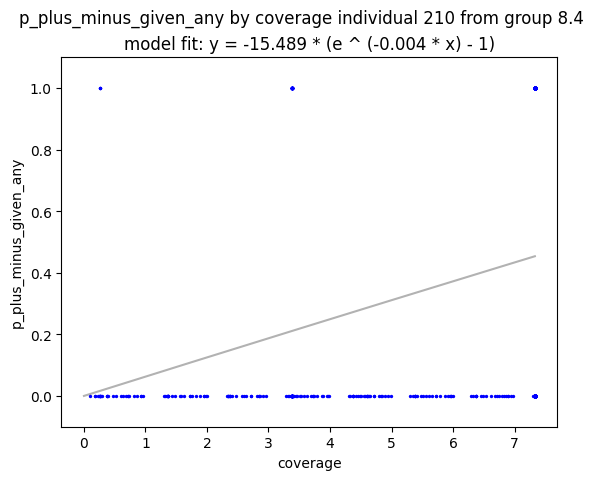 p_plus_minus_given_any by coverage individual 210 from group 8.4
model fit: y = -15.489 * (e ^ (-0.004 * x) - 1)
1.0
0.8
0.6
0.4
0.2
0.0
p_plus_minus_given_any
0 1 2 3 4 5 6 7
coverage